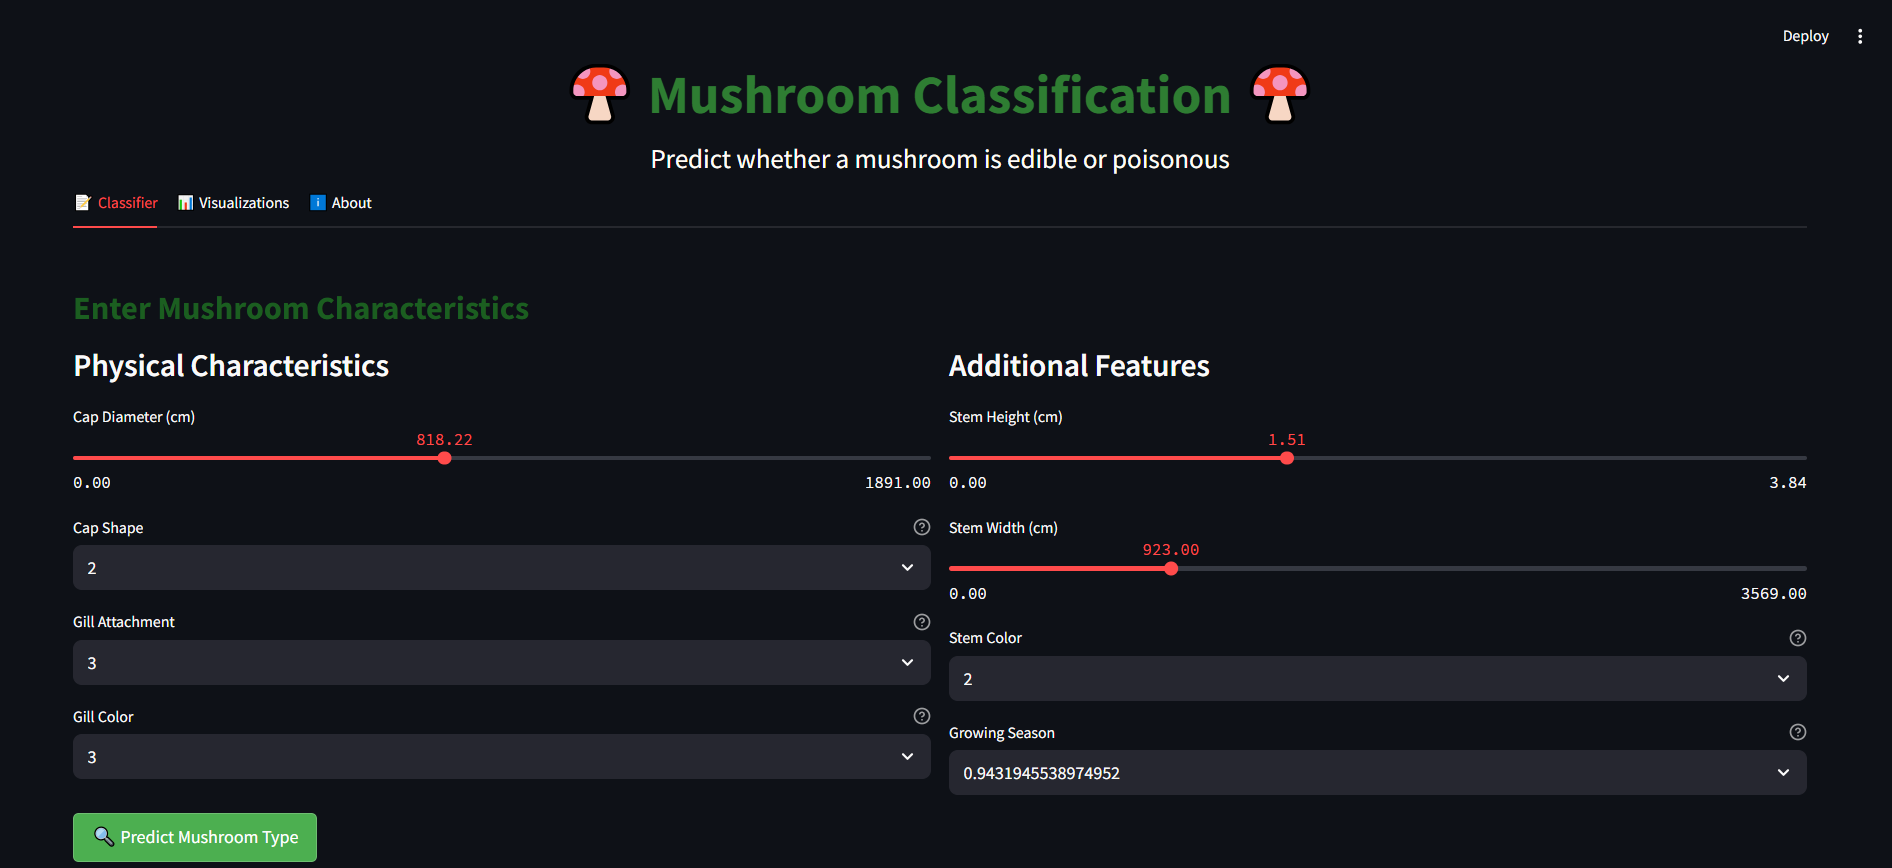 Deploy
Mushroom Classification
Predict whether a mushroom is edible or poisonous
Classifier
Visualizations
About
Enter Mushroom Characteristics
Physical Characteristics
Cap Diameter (cm)
818.22
0.00
1891.00
Cap Shape
2
Gill Attachment
3
Gill Color
3
Predict Mushroom Type
Additional Features
Stem Height (cm)
1.51
0.00
3.84
Stem Width (cm)
923.00
0.00
3569.00
Stem Color
2
Growing Season
0.9431945538974952